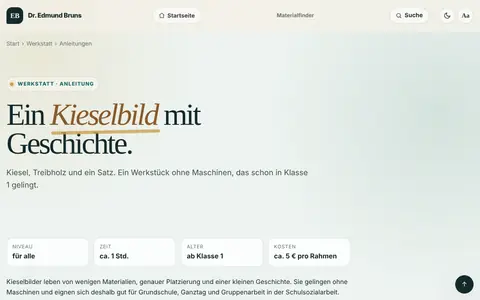 EB Dr. Edmund Bruns Startseite Materialfinder Suche Aa
Start › Werkstatt › Anleitungen
WERKSTATT · ANLEITUNG
Ein Kieselbild mit
Geschichte.
Kiesel, Treibholz und ein Satz. Ein Werkstück ohne Maschinen, das schon in Klasse
1 gelingt.
NIVEAU ZEIT ALTER KOSTEN
für alle ca. 1 Std. ab Klasse 1 ca. 5 € pro Rahmen
Kieselbilder leben von wenigen Materialien, genauer Platzierung und einer kleinen Geschichte. Sie gelingen ohne
Maschinen und eignen sich deshalb gut für Grundschule, Ganztag und Gruppenarbeit in der Schulsozialarbeit.